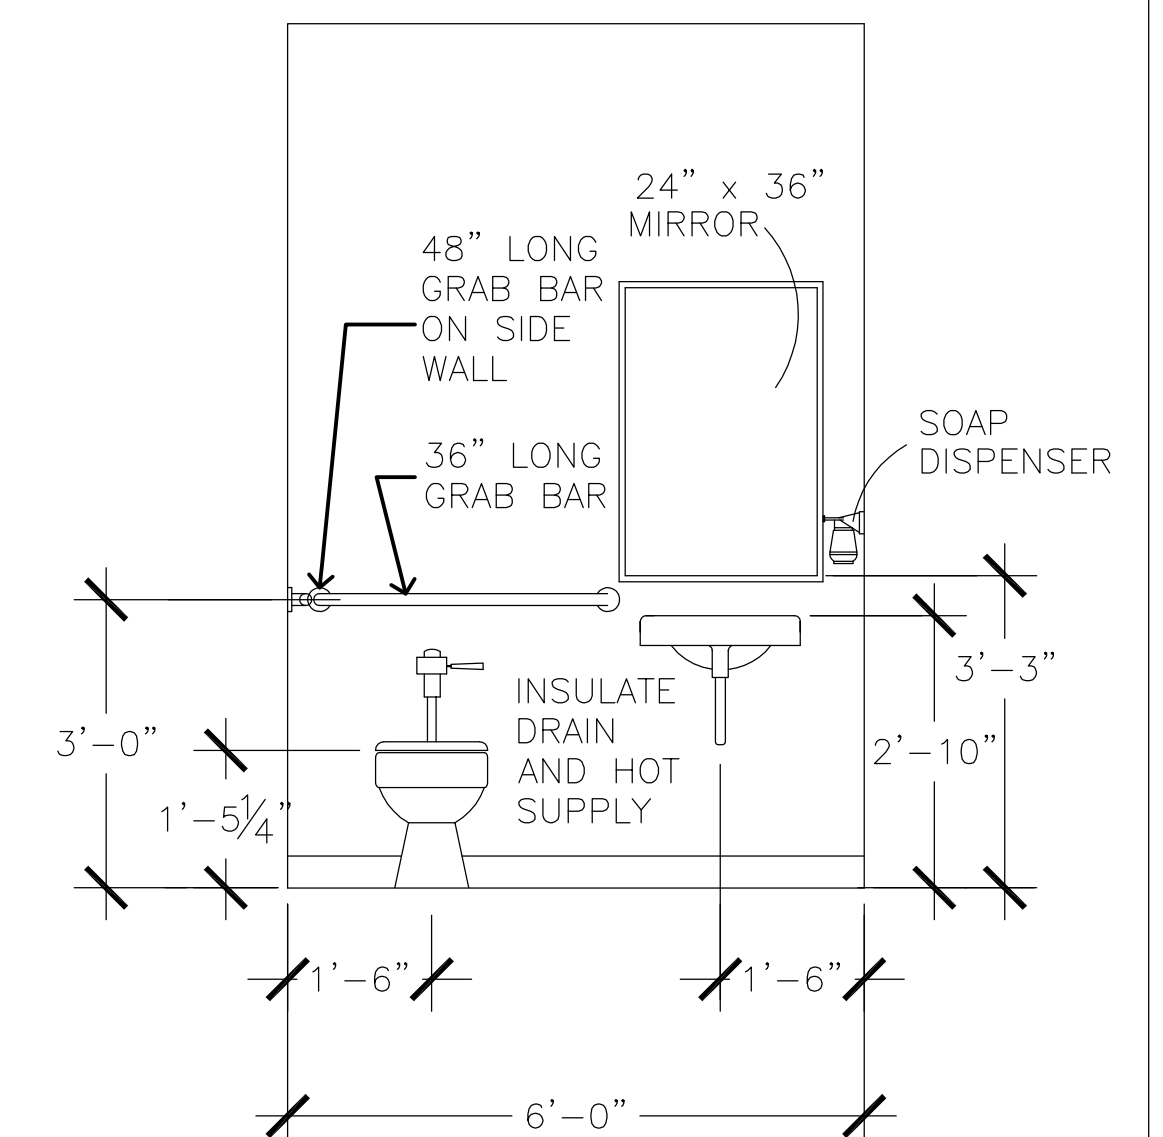 24” x 36”
MIRROR
48” LONG
GRAB BAR
ON SIDE
WALL
SOAP
DISPENSER
36” LONG
GRAB BAR
3’–3”
INSULATE
DRAIN
AND HOT
SUPPLY
3’–0”
2’–10”
1’–5¼”
1’–6”
1’–6”
6’–0”